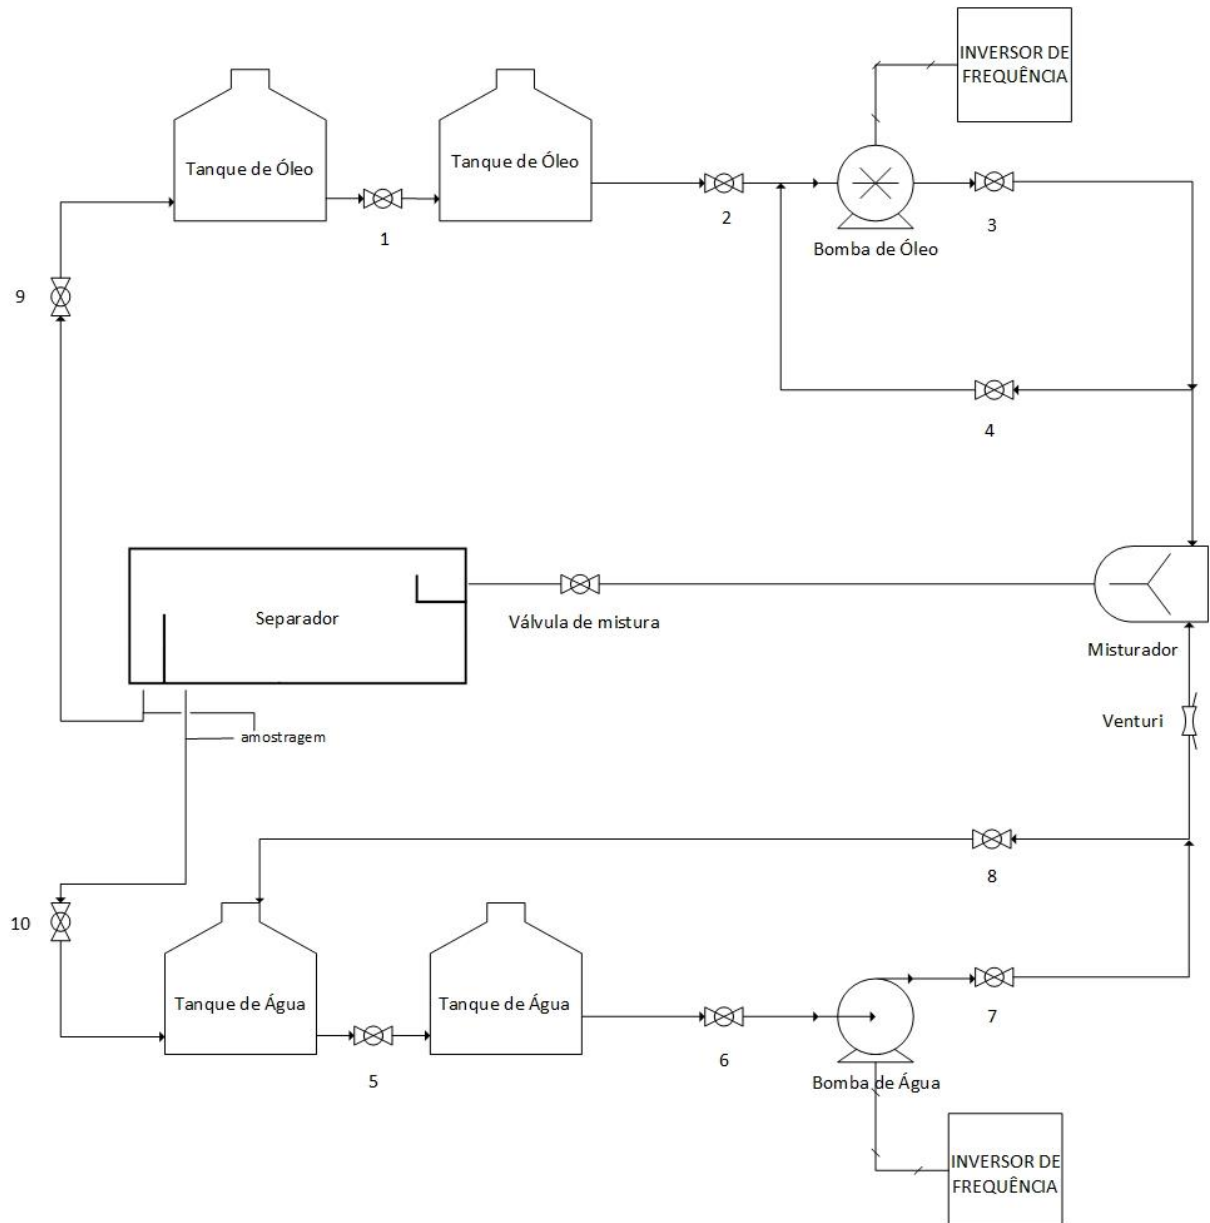 INVERSOR DE
FREQUÊNCIA
Tanque de Óleo
Tanque de Óleo
1
2
3
Bomba de Óleo
9
4
Separador
Válvula de mistura
Misturador
Venturi
amostragem
8
10
Tanque de Água
Tanque de Água
7
5
6
Bomba de Água
INVERSOR DE
FREQUÊNCIA